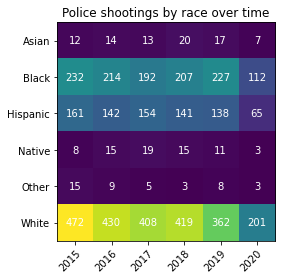 Police shootings by race over time
Asian 12 14 13 20 17 7
Black 232 214 192 207 227 112
Hispanic 161 142 154 141 138 65
Native 8 15 19 15 11 3
Other 15 9 5 3 8 3
White 472 430 408 419 362 201
2015 2016 2017 2018 2019 2020